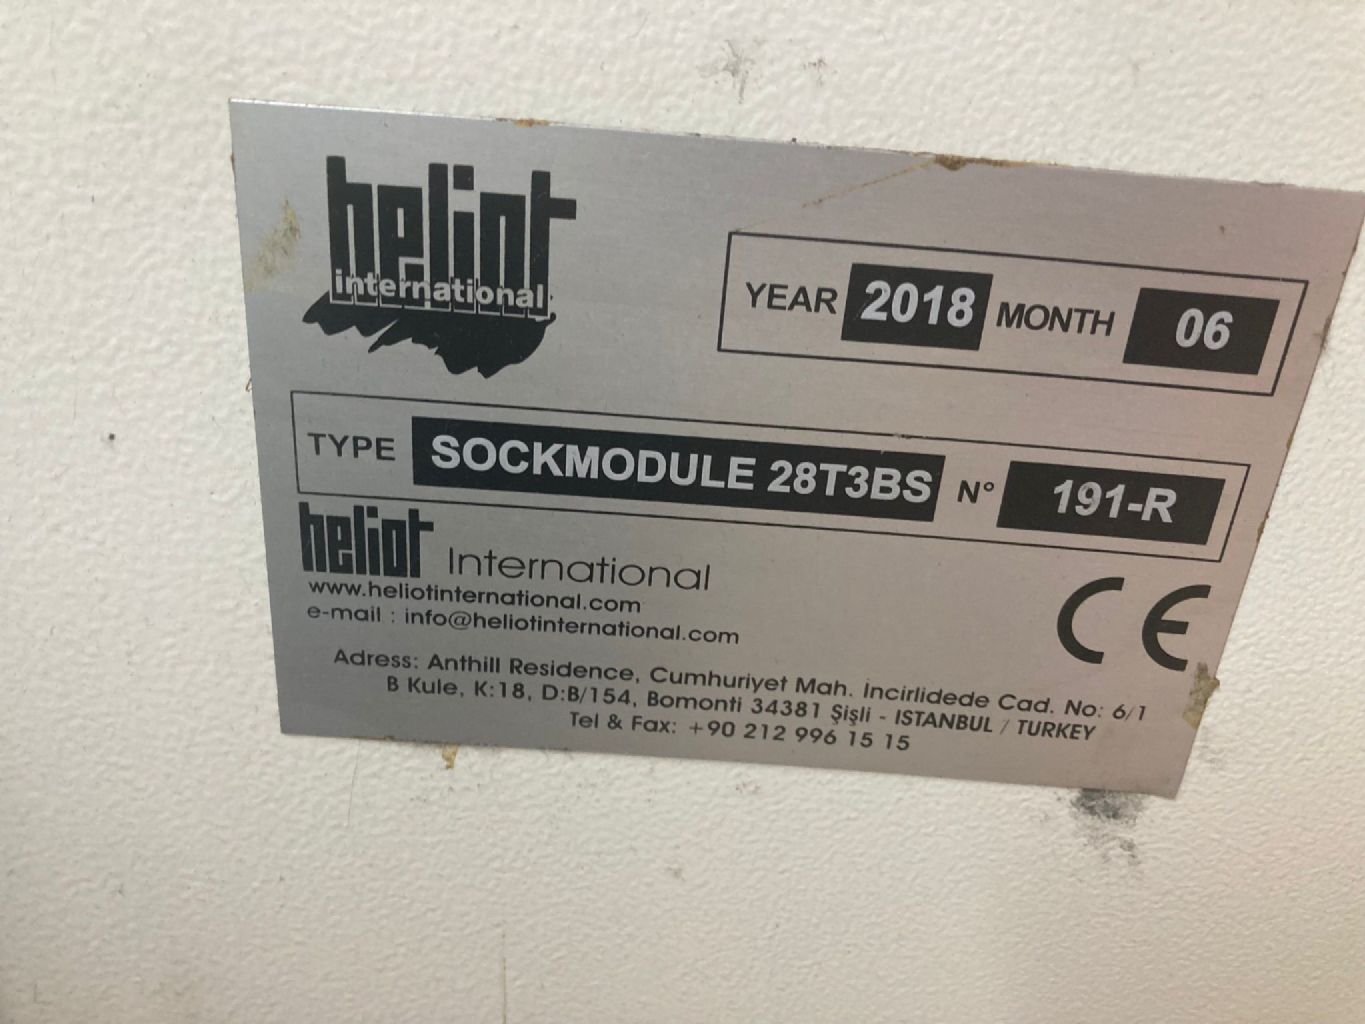 heliot
international
YEAR 2018 MONTH 06
TYPE SOCKMODULE 28T3BS N° 191-R
heliot International
www.heliotinternational.com
e-mail : info@heliotinternational.com
CE
Adress: Anthill Residence, Cumhuriyet Mah. İncirlidede Cad. No: 6/1
B Kule, K:18, D:B/154, Bomonti 34381 Şişli - ISTANBUL / TURKEY
Tel & Fax: +90 212 996 15 15